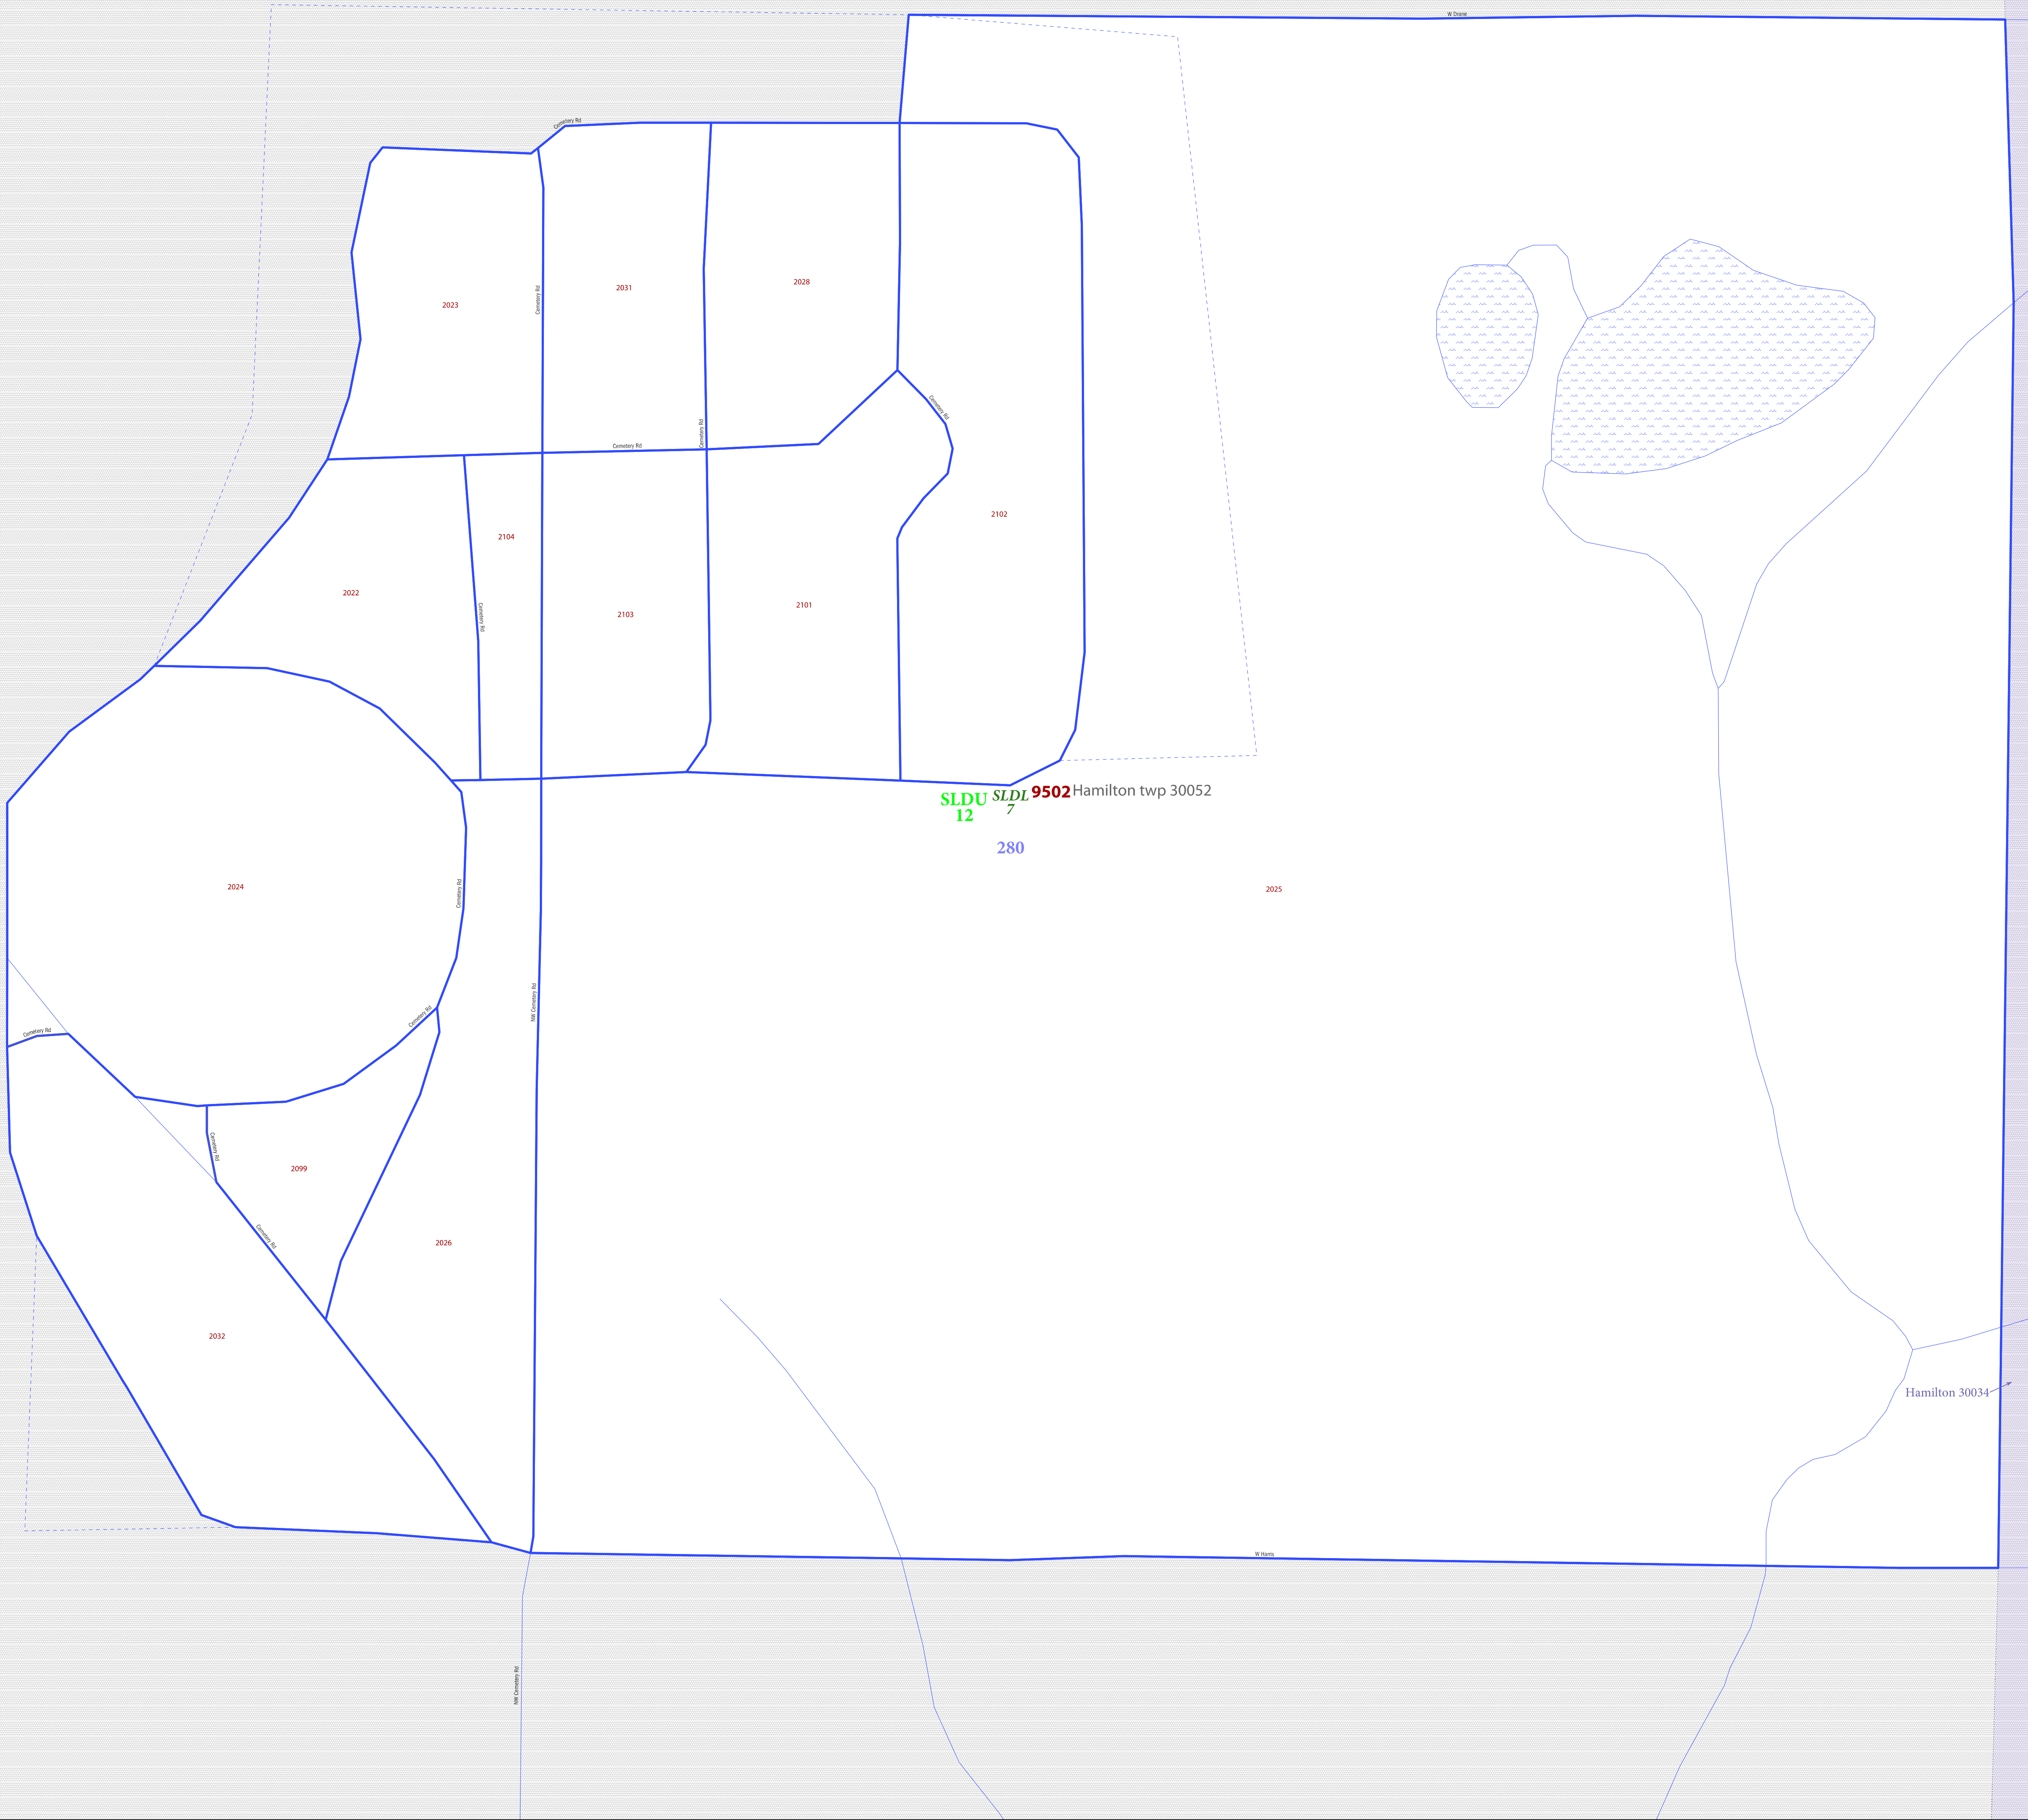 W Drane
Cemetery Rd
2028
2031
Cemetery Rd
2023
Cemetery Rd
Cemetery Rd
Cemetery Rd
2102
2104
2022
2101
Cemetery Rd
2103
SLDU
12
SLDL
7
9502
Hamilton twp 30052
280
2024
Cemetery Rd
2025
NW Cemetery Rd
Cemetery Rd
Cemetery Rd
Cemetery Rd
2099
Cemetery Rd
2026
2032
Hamilton 30034
W Harris
NW Cemetery Rd